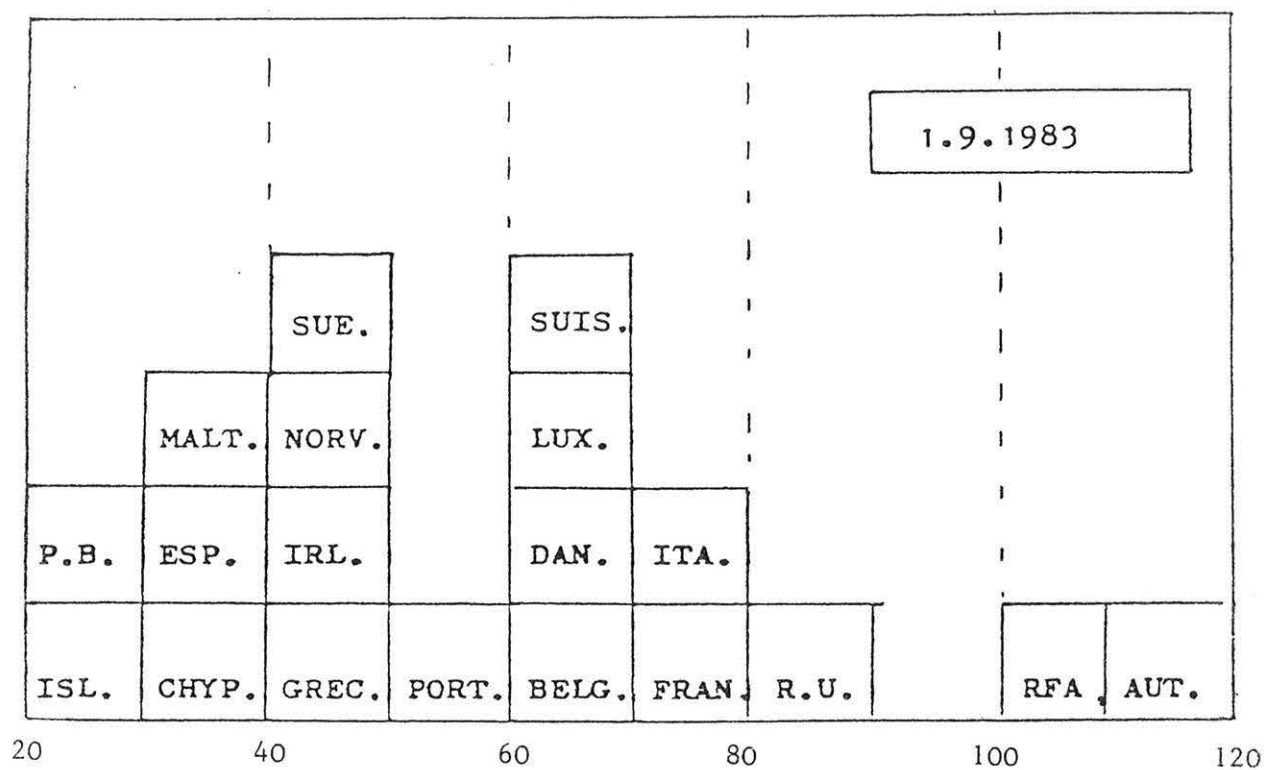 1.9.1983
SUE. SUIS.
MALT. NORV. LUX.
P.B. ESP. IRL. DAN. ITA.
ISL. CHYP. GREC. PORT. BELG. FRAN. R.U. RFA. AUT.
20 40 60 80 100 120